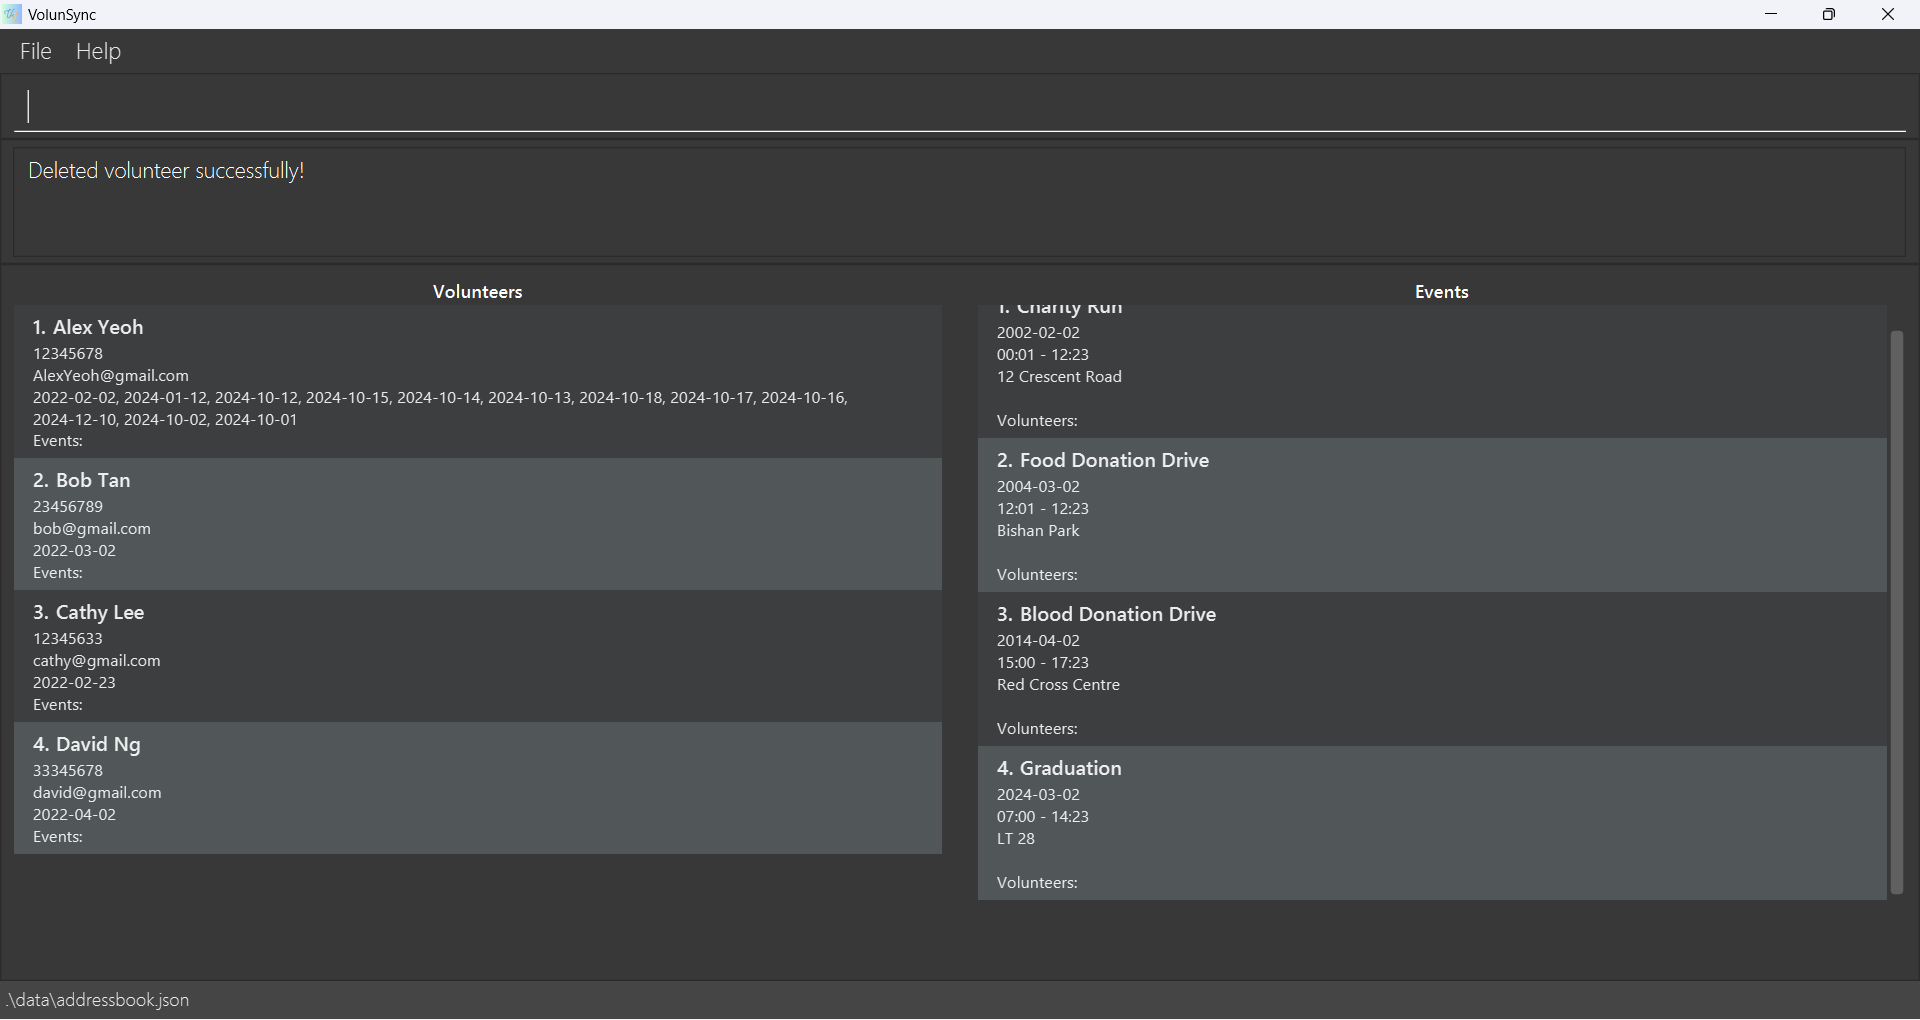 VolunSync
File Help
Deleted volunteer successfully!
Volunteers
1. Alex Yeoh
12345678
AlexYeoh@gmail.com
2022-02-02, 2024-01-12, 2024-10-12, 2024-10-15, 2024-10-14, 2024-10-13, 2024-10-18, 2024-10-17, 2024-10-16,
2024-12-10, 2024-10-02, 2024-10-01
Events:
2. Bob Tan
23456789
bob@gmail.com
2022-03-02
Events:
3. Cathy Lee
12345633
cathy@gmail.com
2022-02-23
Events:
4. David Ng
33345678
david@gmail.com
2022-04-02
Events:
Events
1. Charity Run
2002-02-02
00:01 - 12:23
12 Crescent Road
Volunteers:
2. Food Donation Drive
2004-03-02
12:01 - 12:23
Bishan Park
Volunteers:
3. Blood Donation Drive
2014-04-02
15:00 - 17:23
Red Cross Centre
Volunteers:
4. Graduation
2024-03-02
07:00 - 14:23
LT 28
Volunteers:
.\data\addressbook.json